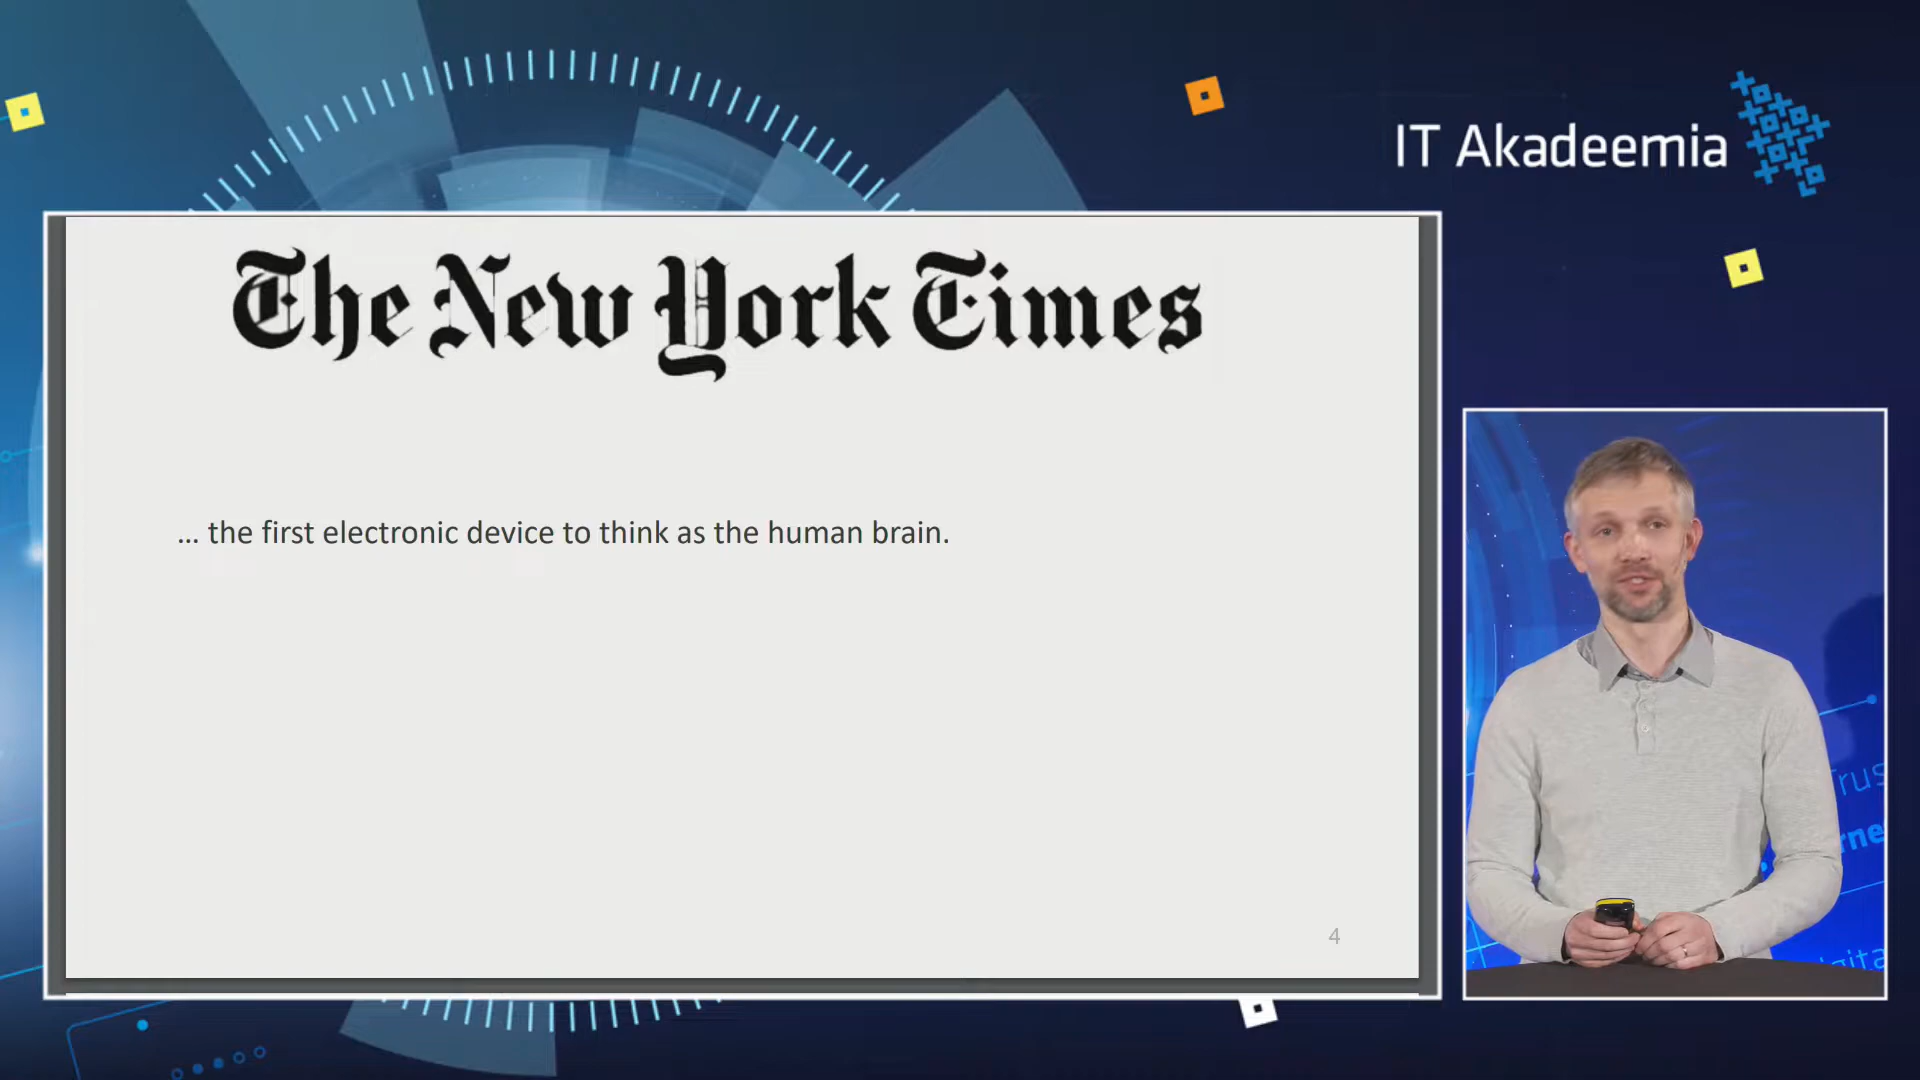 IT Akadeemia
The New York Times
... the first electronic device to think as the human brain.
4